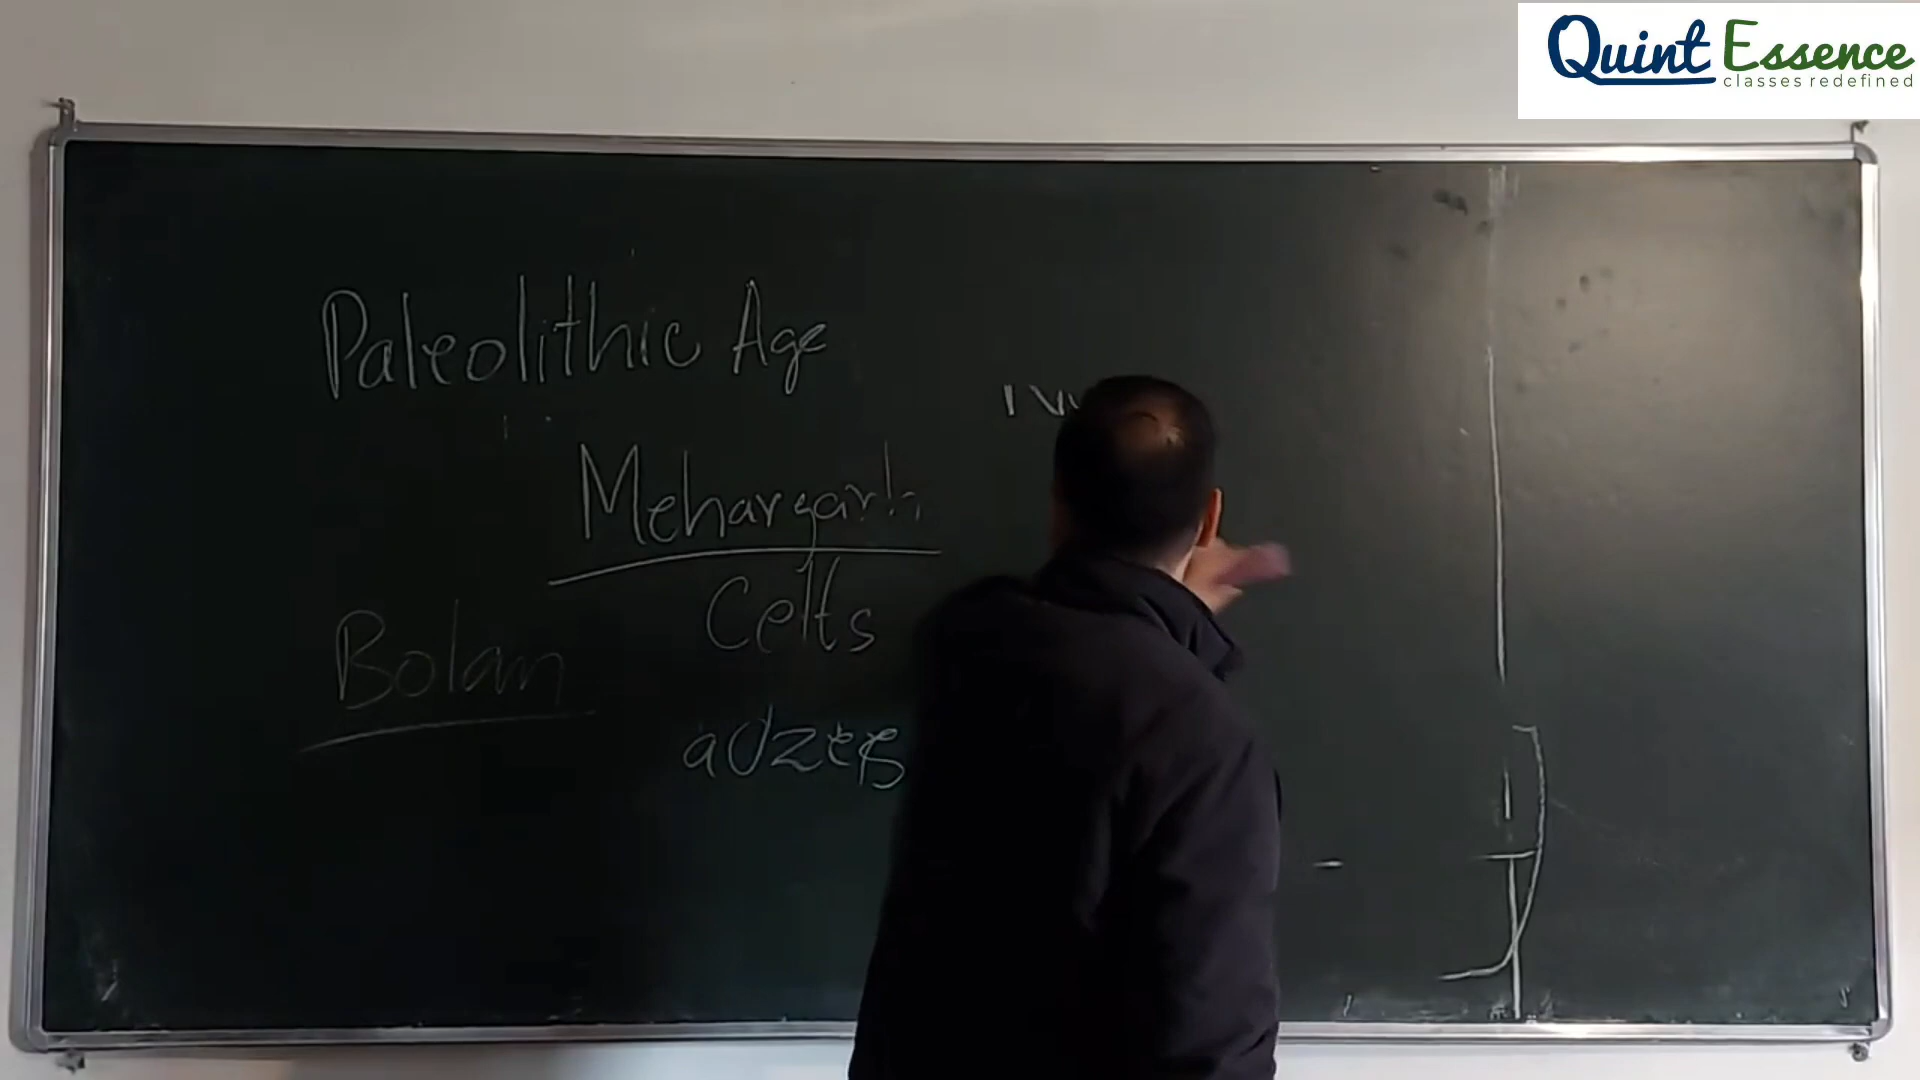 Quint Essence
classes redefined
Paleolithic Age
Mehargarh
Celts
Bolan
adzes